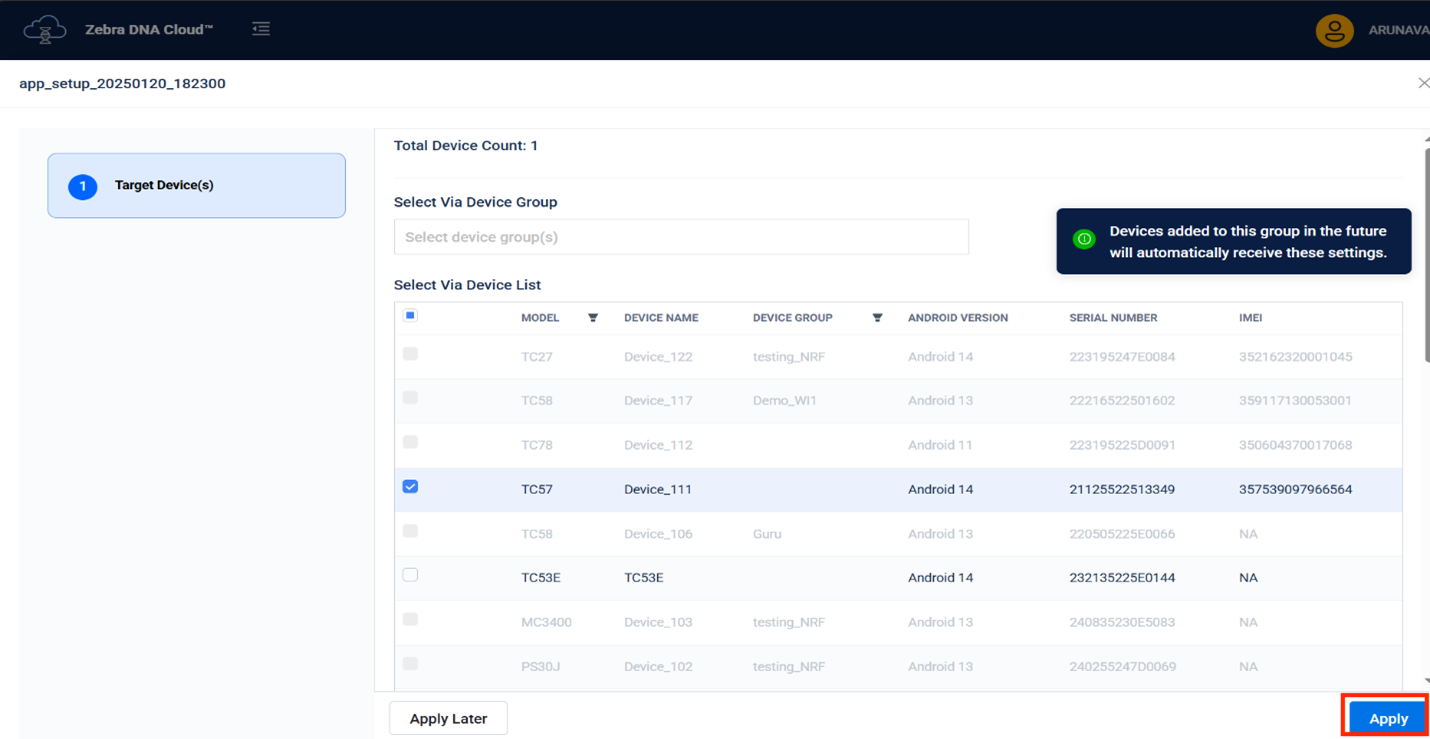 Zebra DNA Cloud™
ARUNAVA
app_setup_20250120_182300
1 Target Device(s)
Total Device Count: 1
Select Via Device Group
Select device group(s)
Devices added to this group in the future
will automatically receive these settings.
Select Via Device List
MODEL DEVICE NAME DEVICE GROUP ANDROID VERSION SERIAL NUMBER IMEI
TC27 Device_122 testing_NRF Android 14 223195247E0084 352162320001045
TC58 Device_117 Demo_WI1 Android 13 22216522501602 359117130053001
TC78 Device_112 Android 11 223195225D0091 350604370017068
TC57 Device_111 Android 14 21125522513349 357539097966564
TC58 Device_106 Guru Android 13 220505225E0066 NA
TC53E TC53E Android 14 232135225E0144 NA
MC3400 Device_103 testing_NRF Android 13 240835230E5083 NA
PS30J Device_102 testing_NRF Android 13 240255247D0069 NA
Apply Later
Apply